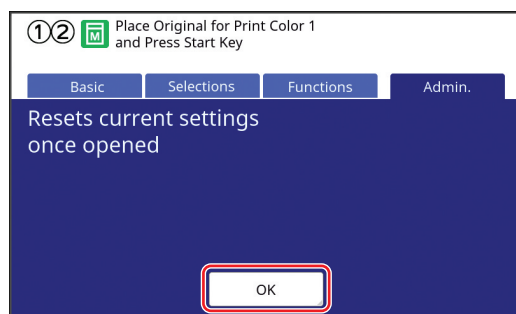 ①② M Place Original for Print Color 1
and Press Start Key
Basic Selections Functions Admin.
Resets current settings
once opened
OK